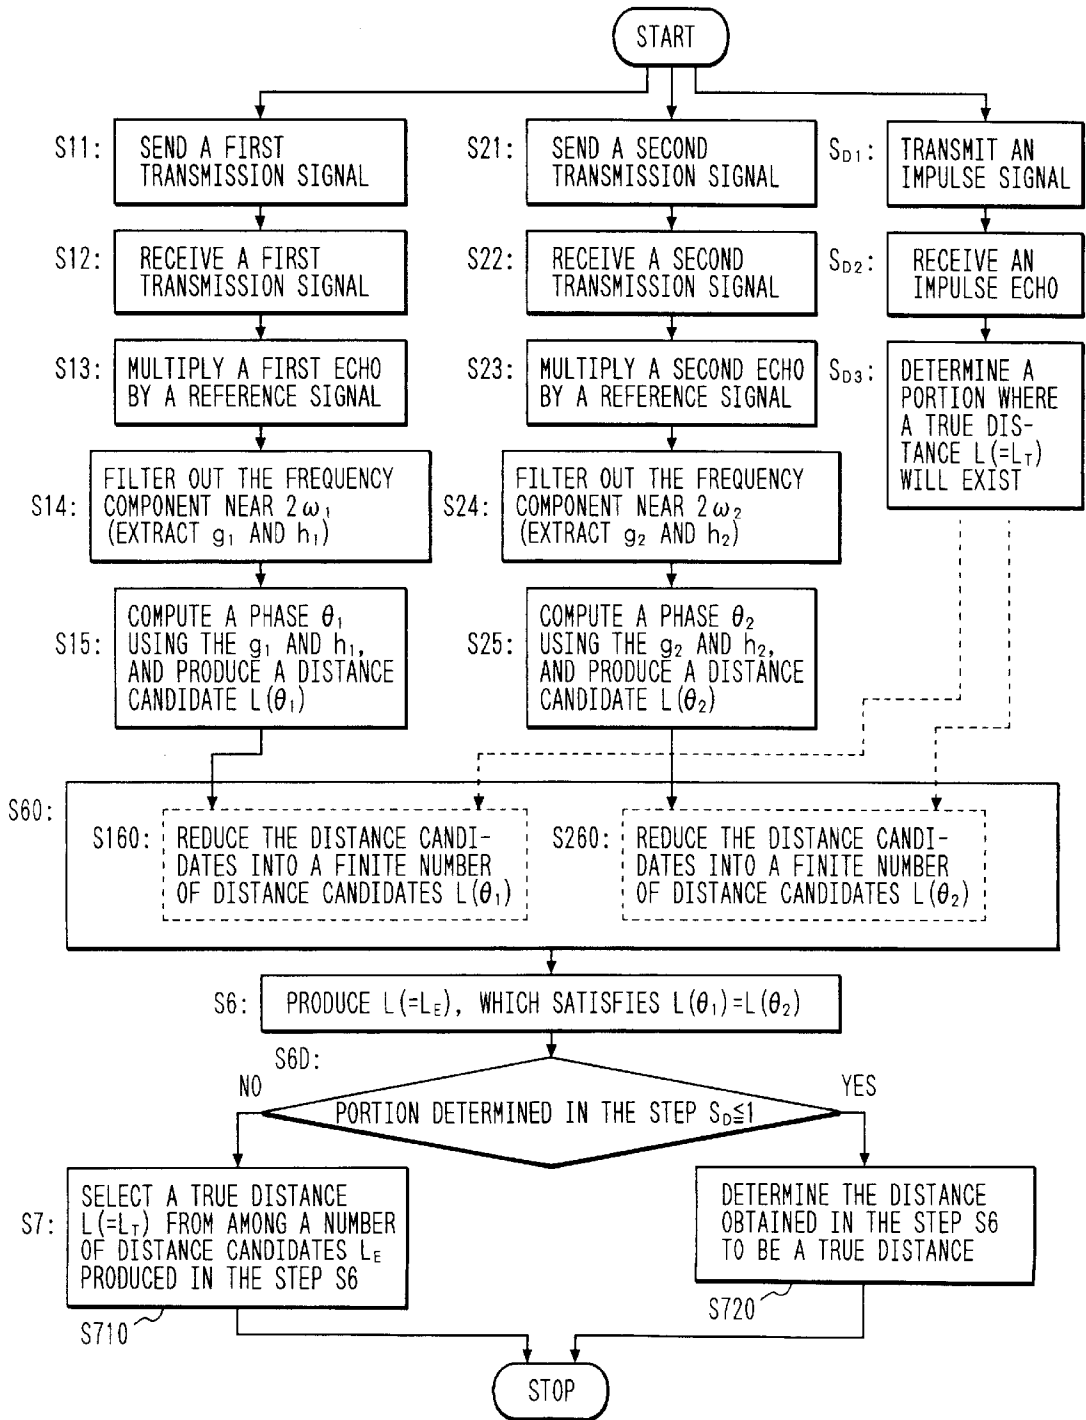 START
S11:
SEND A FIRST
TRANSMISSION SIGNAL
S21:
SEND A SECOND
TRANSMISSION SIGNAL
S_D1:
TRANSMIT AN
IMPULSE SIGNAL
S12:
RECEIVE A FIRST
TRANSMISSION SIGNAL
S22:
RECEIVE A SECOND
TRANSMISSION SIGNAL
S_D2:
RECEIVE AN
IMPULSE ECHO
S13:
MULTIPLY A FIRST ECHO
BY A REFERENCE SIGNAL
S23:
MULTIPLY A SECOND ECHO
BY A REFERENCE SIGNAL
S_D3:
DETERMINE A
PORTION WHERE
A TRUE DIS-
TANCE L(=L_T)
WILL EXIST
S14:
FILTER OUT THE FREQUENCY
COMPONENT NEAR 2ω₁
(EXTRACT g₁ AND h₁)
S24:
FILTER OUT THE FREQUENCY
COMPONENT NEAR 2ω₂
(EXTRACT g₂ AND h₂)
S15:
COMPUTE A PHASE θ₁
USING THE g₁ AND h₁,
AND PRODUCE A DISTANCE
CANDIDATE L(θ₁)
S25:
COMPUTE A PHASE θ₂
USING THE g₂ AND h₂,
AND PRODUCE A DISTANCE
CANDIDATE L(θ₂)
S60:
S160:
REDUCE THE DISTANCE CANDI-
DATES INTO A FINITE NUMBER
OF DISTANCE CANDIDATES L(θ₁)
S260:
REDUCE THE DISTANCE CANDI-
DATES INTO A FINITE NUMBER
OF DISTANCE CANDIDATES L(θ₂)
S6:
PRODUCE L(=L_E), WHICH SATISFIES L(θ₁)=L(θ₂)
S6D:
NO
YES
PORTION DETERMINED IN THE STEP S_D≦1
S7:
SELECT A TRUE DISTANCE
L(=L_T) FROM AMONG A NUMBER
OF DISTANCE CANDIDATES L_E
PRODUCED IN THE STEP S6
S710
DETERMINE THE DISTANCE
OBTAINED IN THE STEP S6
TO BE A TRUE DISTANCE
S720
STOP